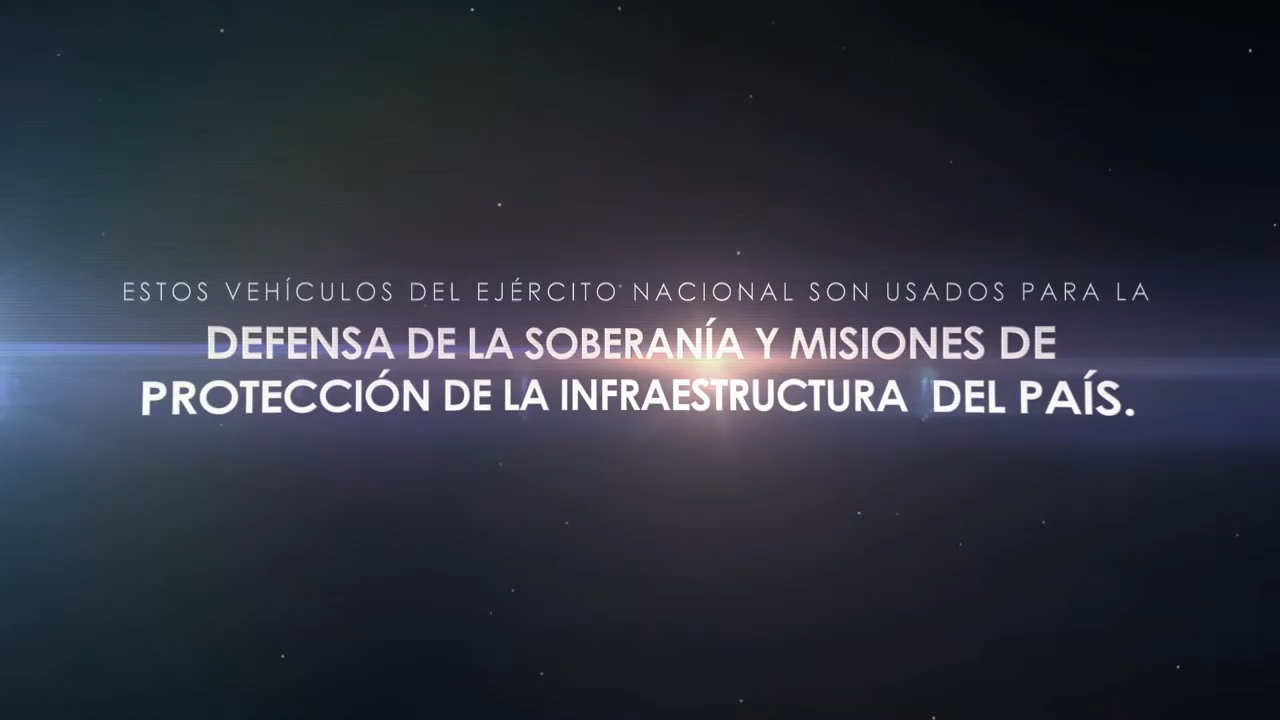 ESTOS VEHÍCULOS DEL EJÉRCITO NACIONAL SON USADOS PARA LA
DEFENSA DE LA SOBERANÍA Y MISIONES DE
PROTECCIÓN DE LA INFRAESTRUCTURA DEL PAÍS.